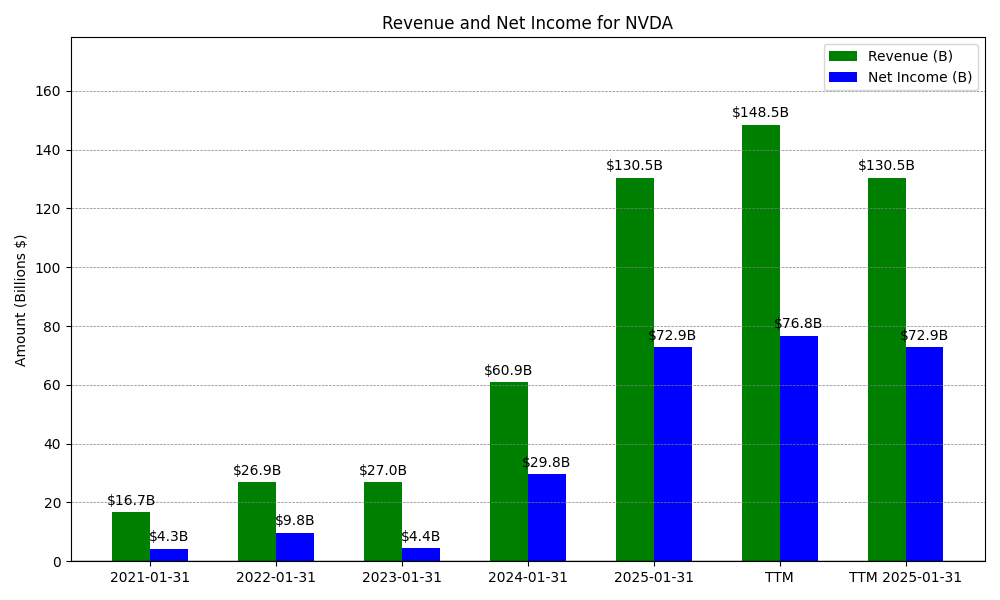 Revenue and Net Income for NVDA
Revenue (B)
Net Income (B)
Amount (Billions $)
160
140
120
100
80
60
40
20
0
$16.7B
$4.3B
$26.9B
$9.8B
$27.0B
$4.4B
$60.9B
$29.8B
$130.5B
$72.9B
$148.5B
$76.8B
$130.5B
$72.9B
2021-01-31
2022-01-31
2023-01-31
2024-01-31
2025-01-31
TTM
TTM 2025-01-31